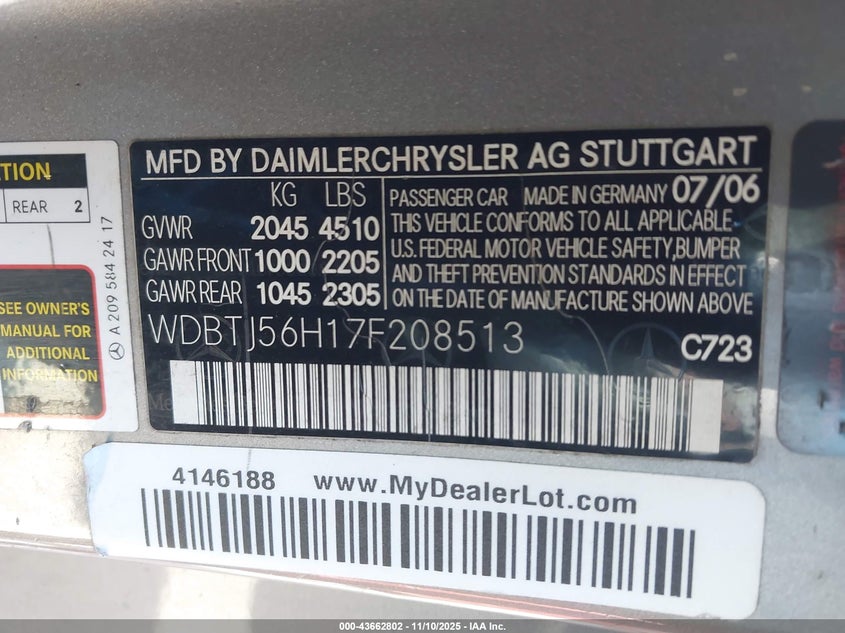 ATION
REAR 2
SEE OWNER'S
MANUAL FOR
ADDITIONAL
INFORMATION
A 209 584 24 17
MFD BY DAIMLERCHRYSLER AG STUTTGART
KG LBS
GVWR 2045 4510
GAWR FRONT 1000 2205
GAWR REAR 1045 2305
PASSENGER CAR MADE IN GERMANY 07/06
THIS VEHICLE CONFORMS TO ALL APPLICABLE
U.S. FEDERAL MOTOR VEHICLE SAFETY,BUMPER
AND THEFT PREVENTION STANDARDS IN EFFECT
ON THE DATE OF MANUFACTURE SHOWN ABOVE
WDBTJ56H17F208513
C723
4146188 www.MyDealerLot.com
000-43662802 - 11/10/2025 - IAA Inc.